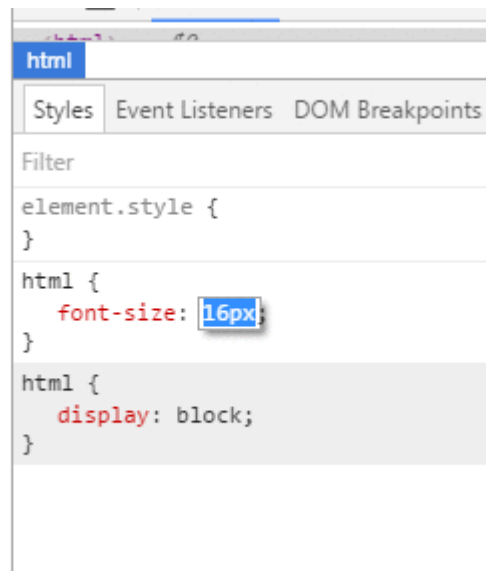 html
Styles Event Listeners DOM Breakpoints
Filter
element.style {
}
html {
font-size: 16px;
}
html {
display: block;
}